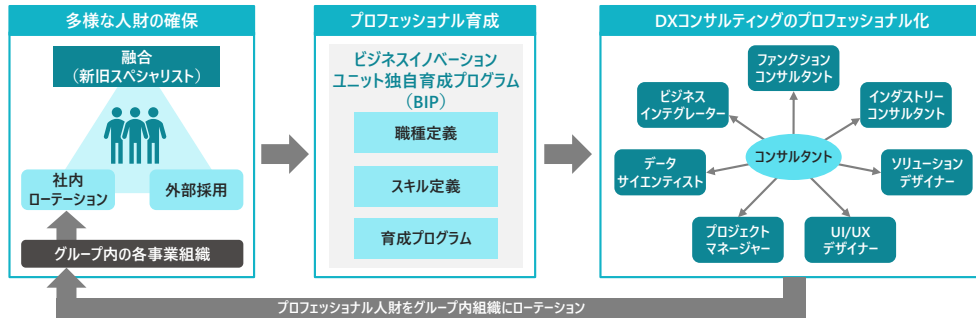 多様な人財の確保
融合
（新旧スペシャリスト）
社内
ローテーション
外部採用
グループ内の各事業組織
プロフェッショナル育成
ビジネスイノベーション
ユニット独自育成プログラム
（BIP）
職種定義
スキル定義
育成プログラム
DXコンサルティングのプロフェッショナル化
ファンクション
コンサルタント
ビジネス
インテグレーター
インダストリー
コンサルタント
コンサルタント
データ
サイエンティスト
ソリューション
デザイナー
プロジェクト
マネージャー
UI/UX
デザイナー
プロフェッショナル人財をグループ内組織にローテーション